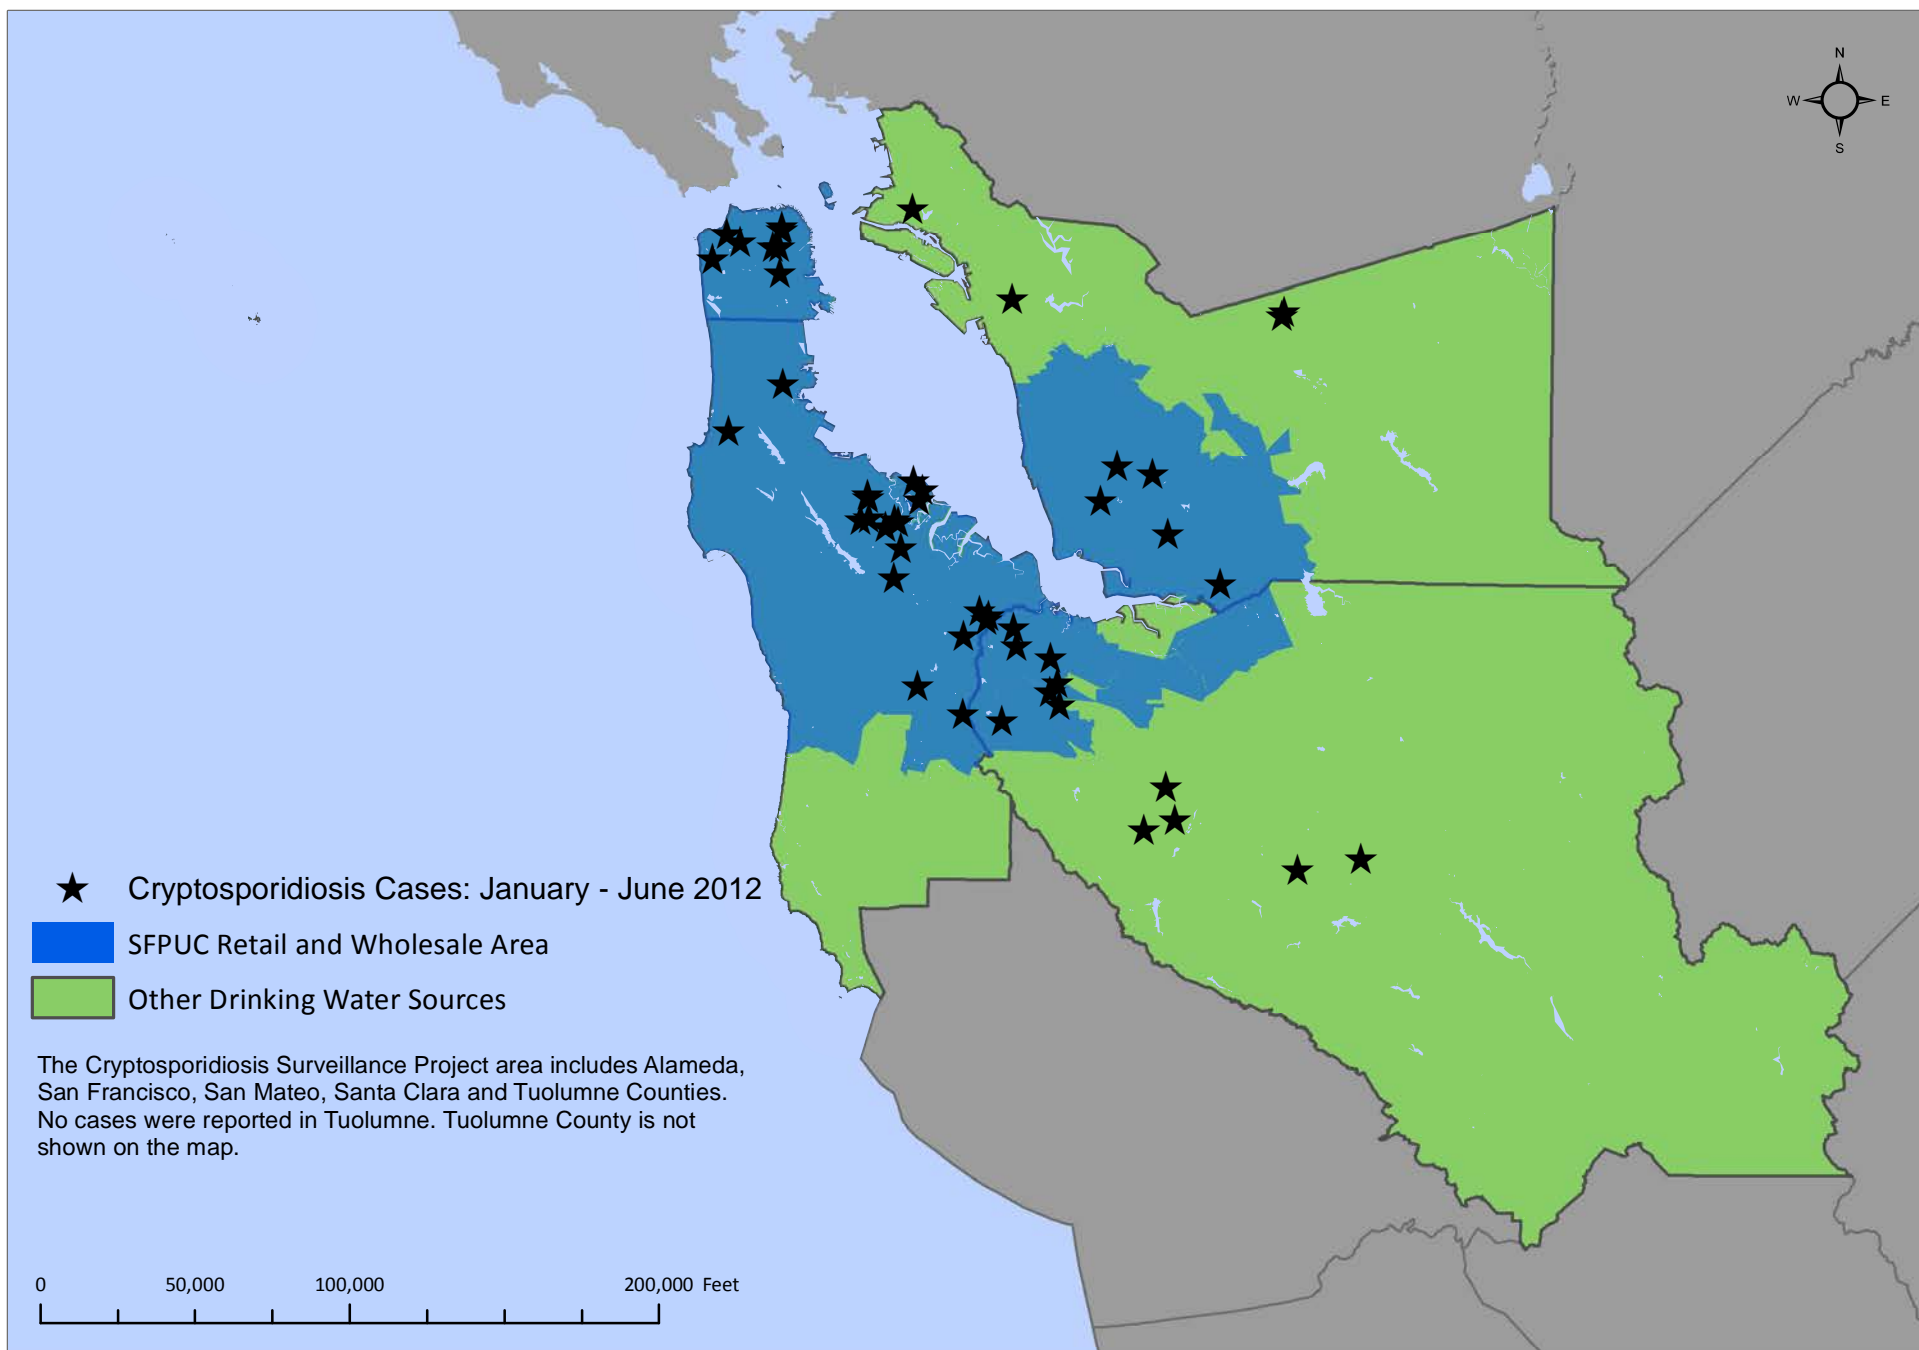 N
W E
S
Cryptosporidiosis Cases: January - June 2012
SFPUC Retail and Wholesale Area
Other Drinking Water Sources
The Cryptosporidiosis Surveillance Project area includes Alameda,
San Francisco, San Mateo, Santa Clara and Tuolumne Counties.
No cases were reported in Tuolumne. Tuolumne County is not
shown on the map.
0 50,000 100,000 200,000 Feet